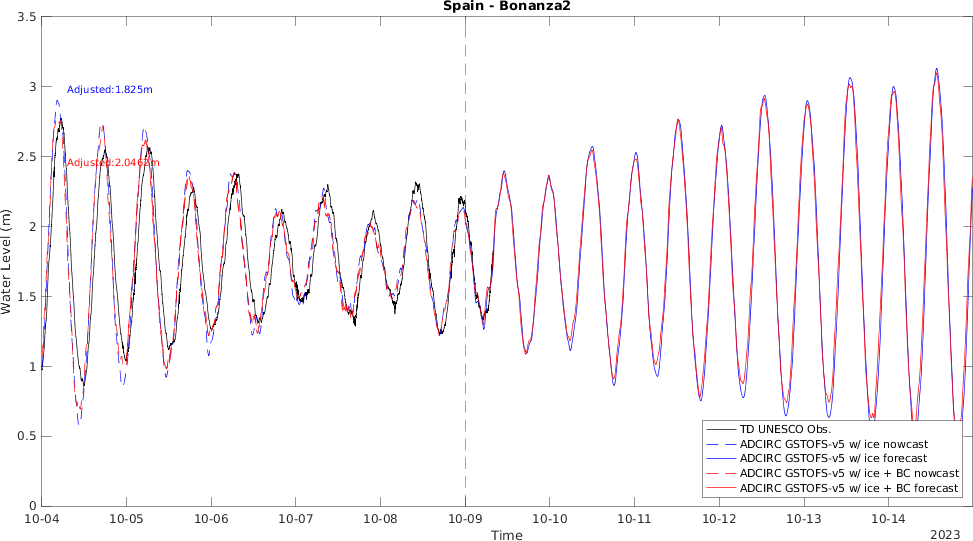 Spain - Bonanza2
3.5
3
2.5
2
1.5
1
0.5
0
Water Level (m)
Adjusted:1.825m
Adjusted:2.0462m
TD UNESCO Obs.
ADCIRC GSTOFS-v5 w/ ice nowcast
ADCIRC GSTOFS-v5 w/ ice forecast
ADCIRC GSTOFS-v5 w/ ice + BC nowcast
ADCIRC GSTOFS-v5 w/ ice + BC forecast
10-04 10-05 10-06 10-07 10-08 10-09 10-10 10-11 10-12 10-13 10-14
Time
2023